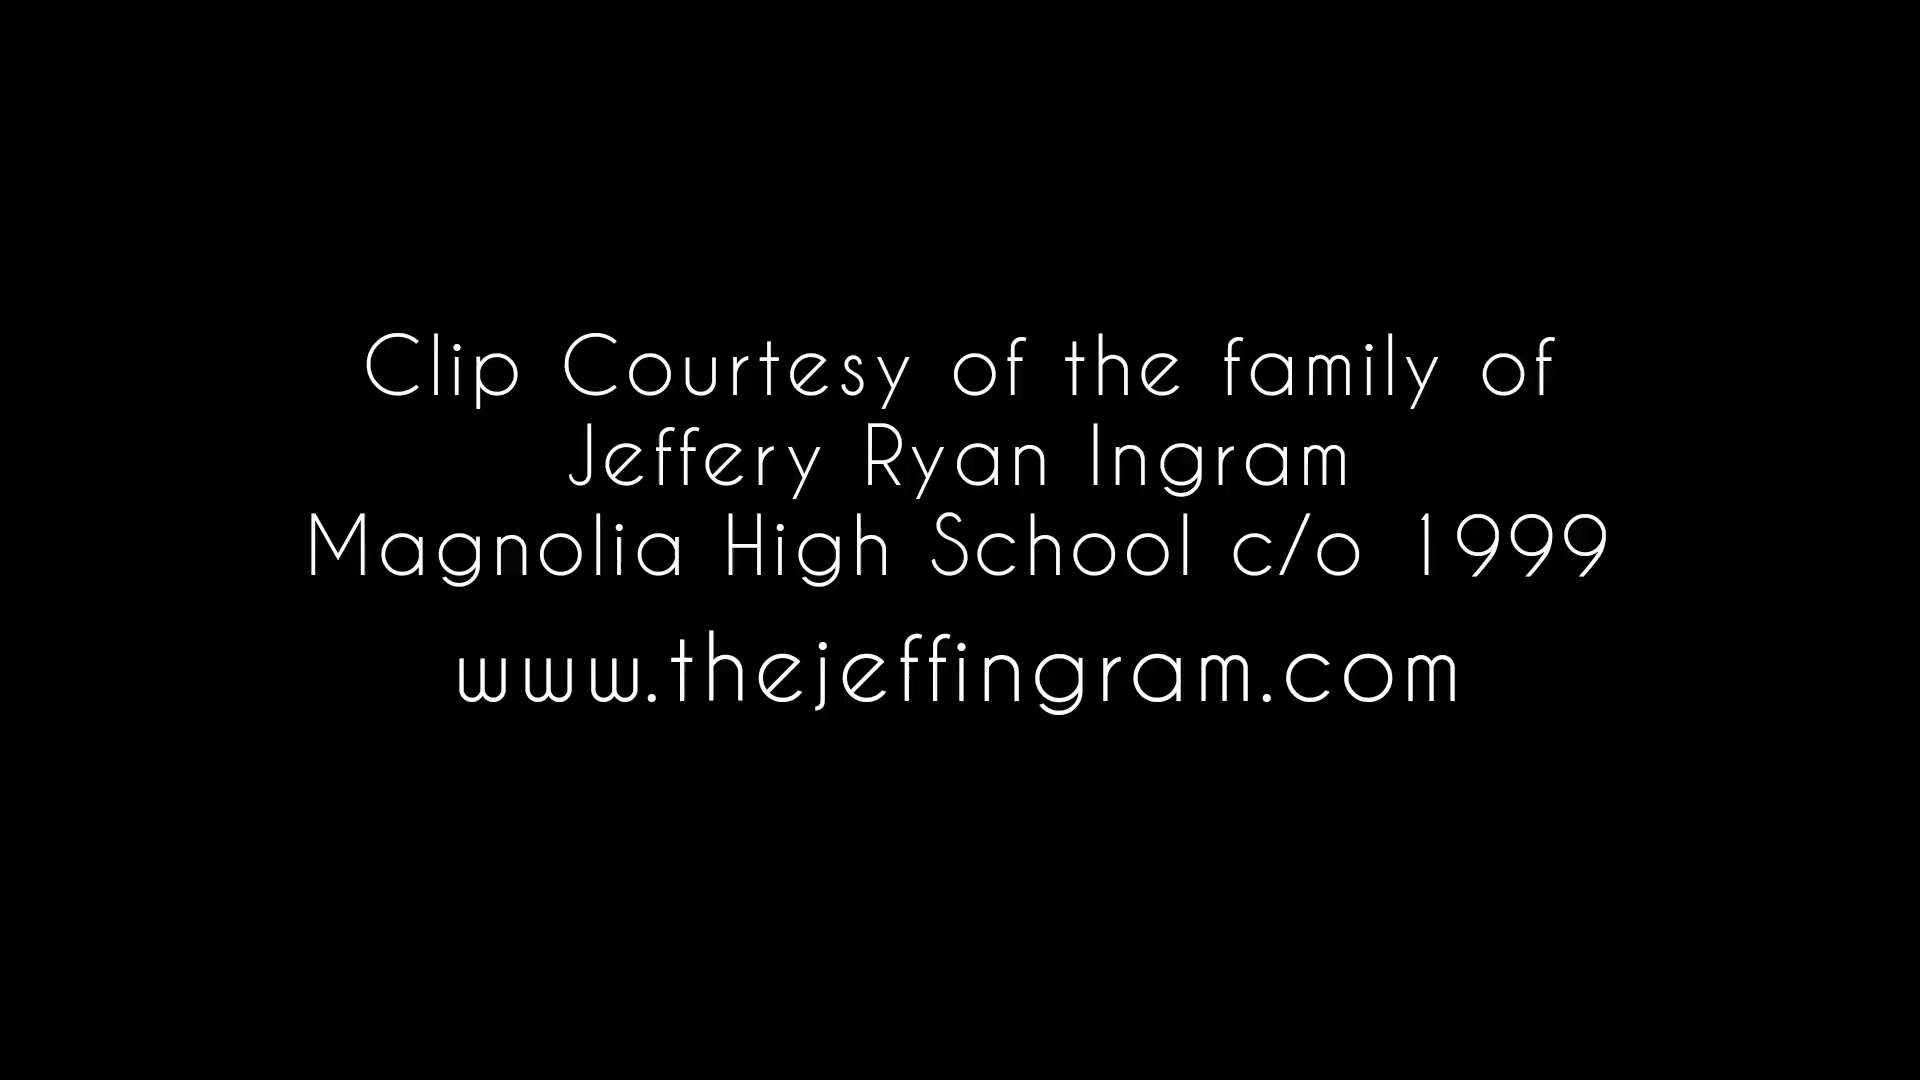 Clip Courtesy of the family of
Jeffery Ryan Ingram
Magnolia High School c/o 1999
www.thejeffingram.com